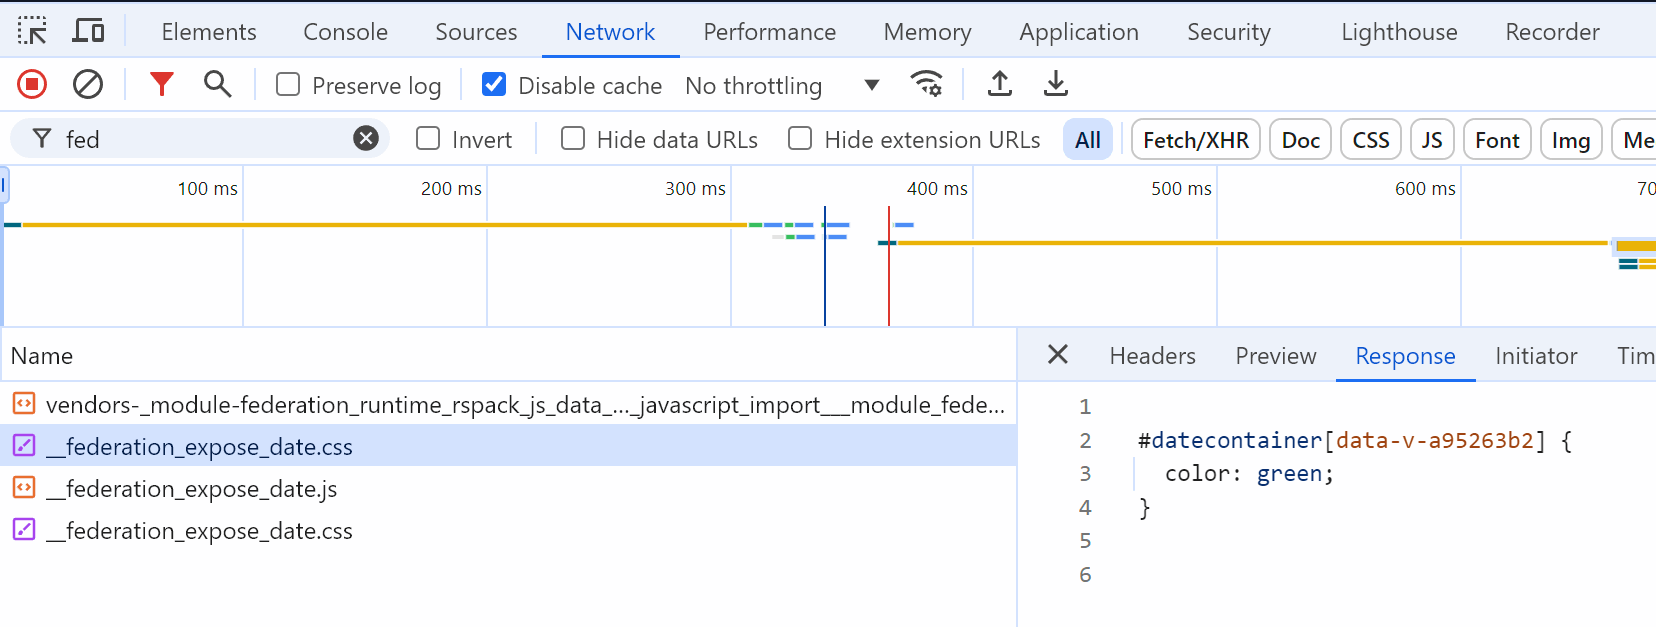 Elements Console Sources Network Performance Memory Application Security Lighthouse Recorder
Preserve log Disable cache No throttling
fed Invert Hide data URLs Hide extension URLs All Fetch/XHR Doc CSS JS Font Img Me
100 ms 200 ms 300 ms 400 ms 500 ms 600 ms 70
Name
vendors-_module-federation_runtime_rspack_js_data_..._javascript_import___module_fede...
__federation_expose_date.css
__federation_expose_date.js
__federation_expose_date.css
Headers Preview Response Initiator Tim
1
2 #datecontainer[data-v-a95263b2] {
3 color: green;
4 }
5
6